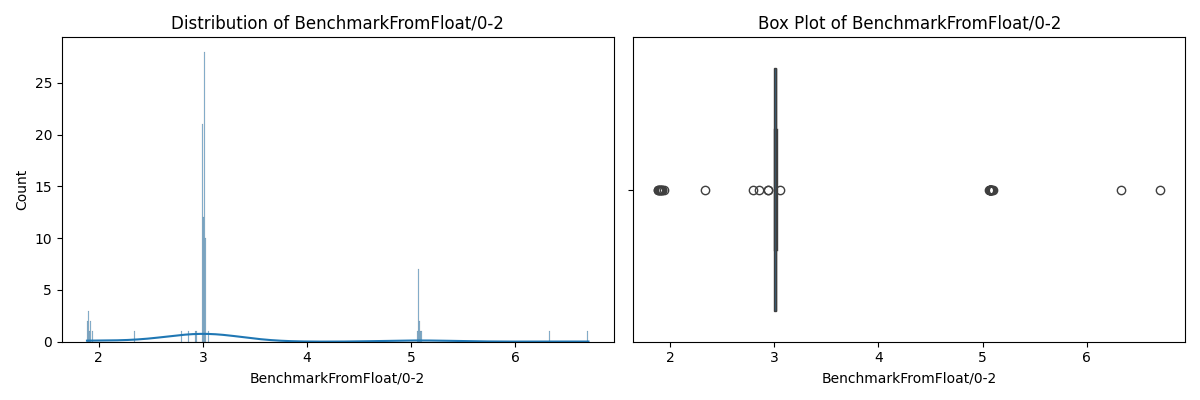 Distribution of BenchmarkFromFloat/0-2
Count
25
20
15
10
5
0
2 3 4 5 6
BenchmarkFromFloat/0-2
Box Plot of BenchmarkFromFloat/0-2
2 3 4 5 6
BenchmarkFromFloat/0-2